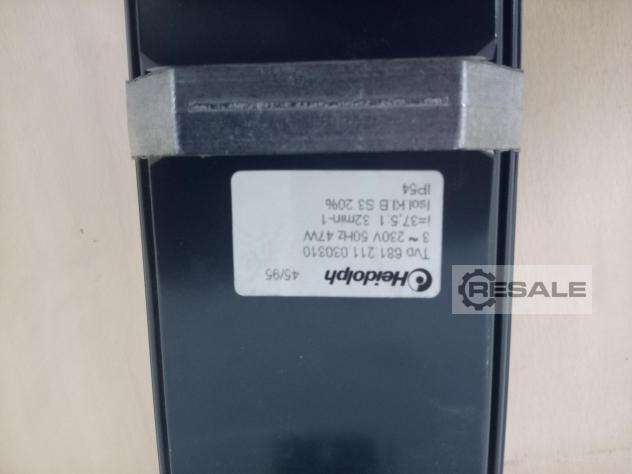 Heidolph 45/95
Typ 681.211.030310
3 ~ 230V 50Hz 47W
i=37,5:1 32min-1
Isol Kl B S3 20%
IP54
RESALE